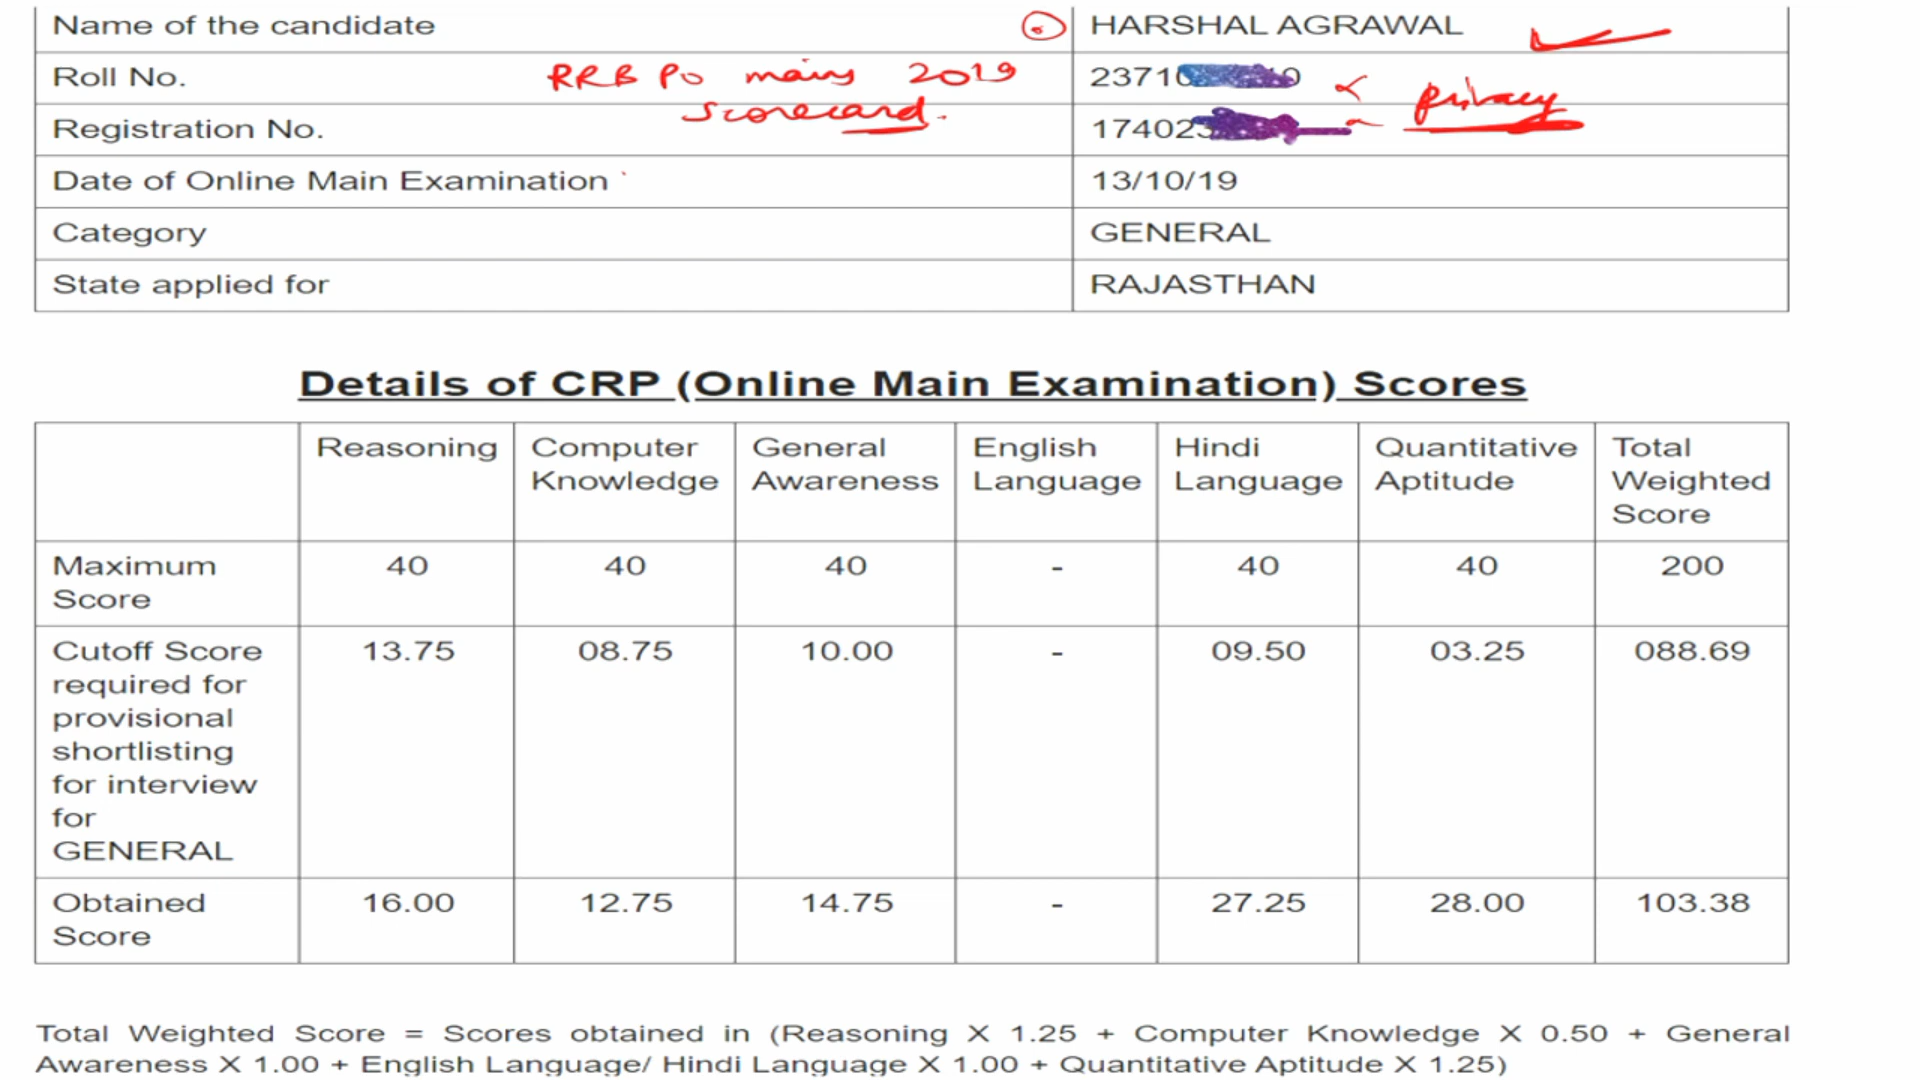 Name of the candidate HARSHAL AGRAWAL
Roll No. RRB PO mains 2019 23710
scorecard. privacy
Registration No. 17402
Date of Online Main Examination 13/10/19
Category GENERAL
State applied for RAJASTHAN
Details of CRP (Online Main Examination) Scores
Reasoning Computer Knowledge General Awareness English Language Hindi Language Quantitative Aptitude Total Weighted Score
Maximum Score 40 40 40 - 40 40 200
Cutoff Score required for provisional shortlisting for interview for GENERAL 13.75 08.75 10.00 - 09.50 03.25 088.69
Obtained Score 16.00 12.75 14.75 - 27.25 28.00 103.38
Total Weighted Score = Scores obtained in (Reasoning X 1.25 + Computer Knowledge X 0.50 + General
Awareness X 1.00 + English Language/ Hindi Language X 1.00 + Quantitative Aptitude X 1.25)